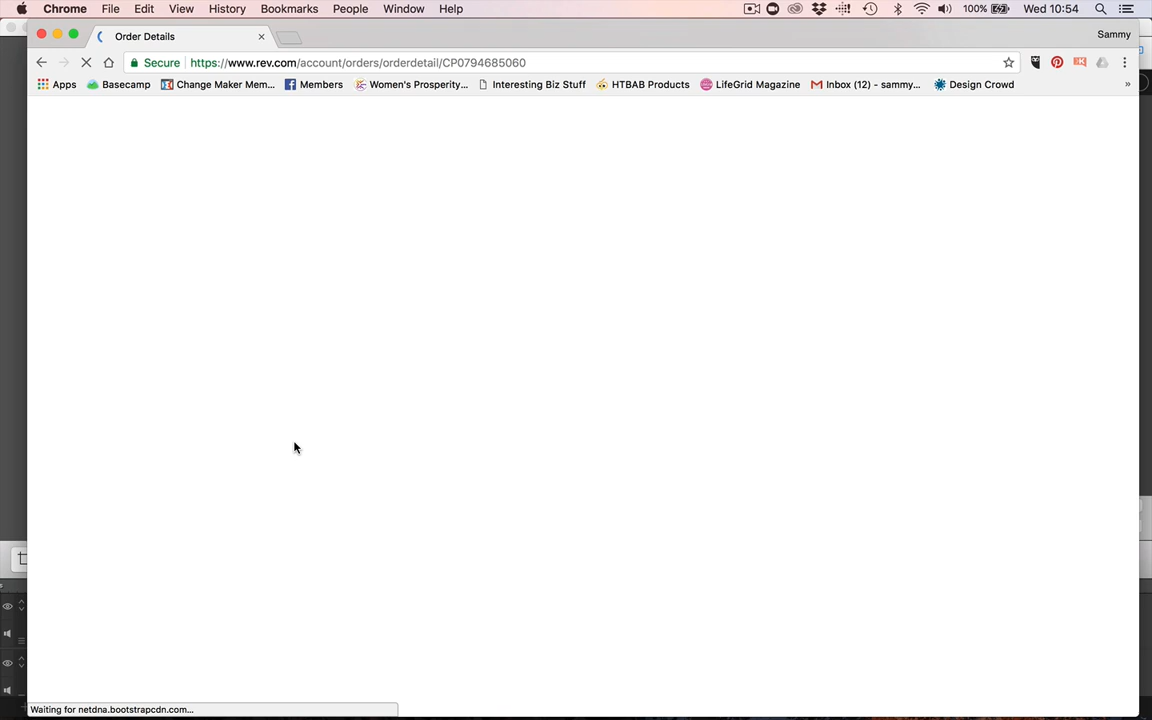 Chrome File Edit View History Bookmarks People Window Help 100% Wed 10:54
Order Details Sammy
Secure https://www.rev.com/account/orders/orderdetail/CP0794685060
Apps Basecamp Change Maker Mem... Members Women's Prosperity... Interesting Biz Stuff HTBAB Products LifeGrid Magazine Inbox (12) - sammy... Design Crowd »
Waiting for netdna.bootstrapcdn.com...